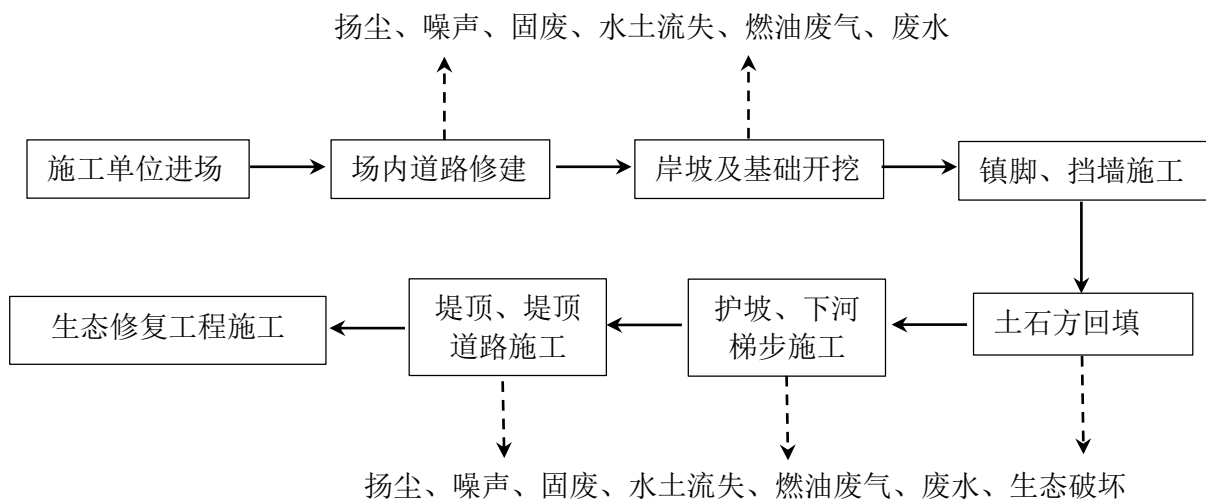 扬尘、噪声、固废、水土流失、燃油废气、废水
施工单位进场
场内道路修建
岸坡及基础开挖
镇脚、挡墙施工
生态修复工程施工
堤顶、堤顶
道路施工
护坡、下河
梯步施工
土石方回填
扬尘、噪声、固废、水土流失、燃油废气、废水、生态破坏